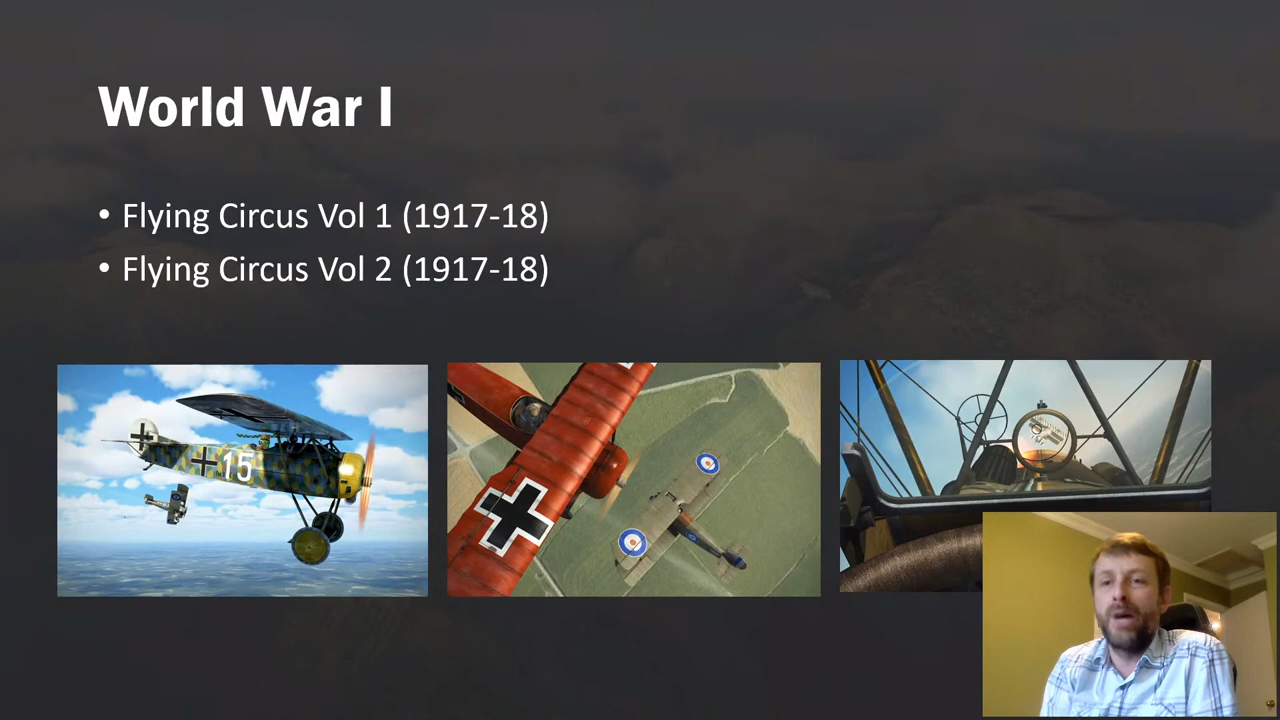 World War I
• Flying Circus Vol 1 (1917-18)
• Flying Circus Vol 2 (1917-18)
15